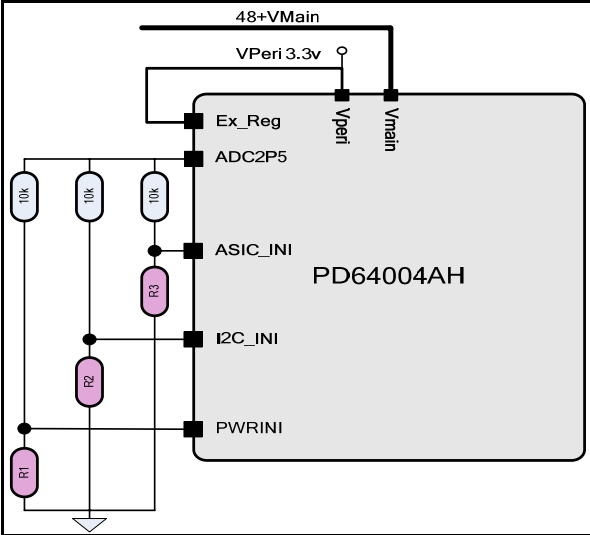 48+VMain
VPeri 3.3v
Vperi
Vmain
Ex_Reg
ADC2P5
10k
10k
10k
ASIC_INI
R3
PD64004AH
I2C_INI
R2
PWRINI
R1